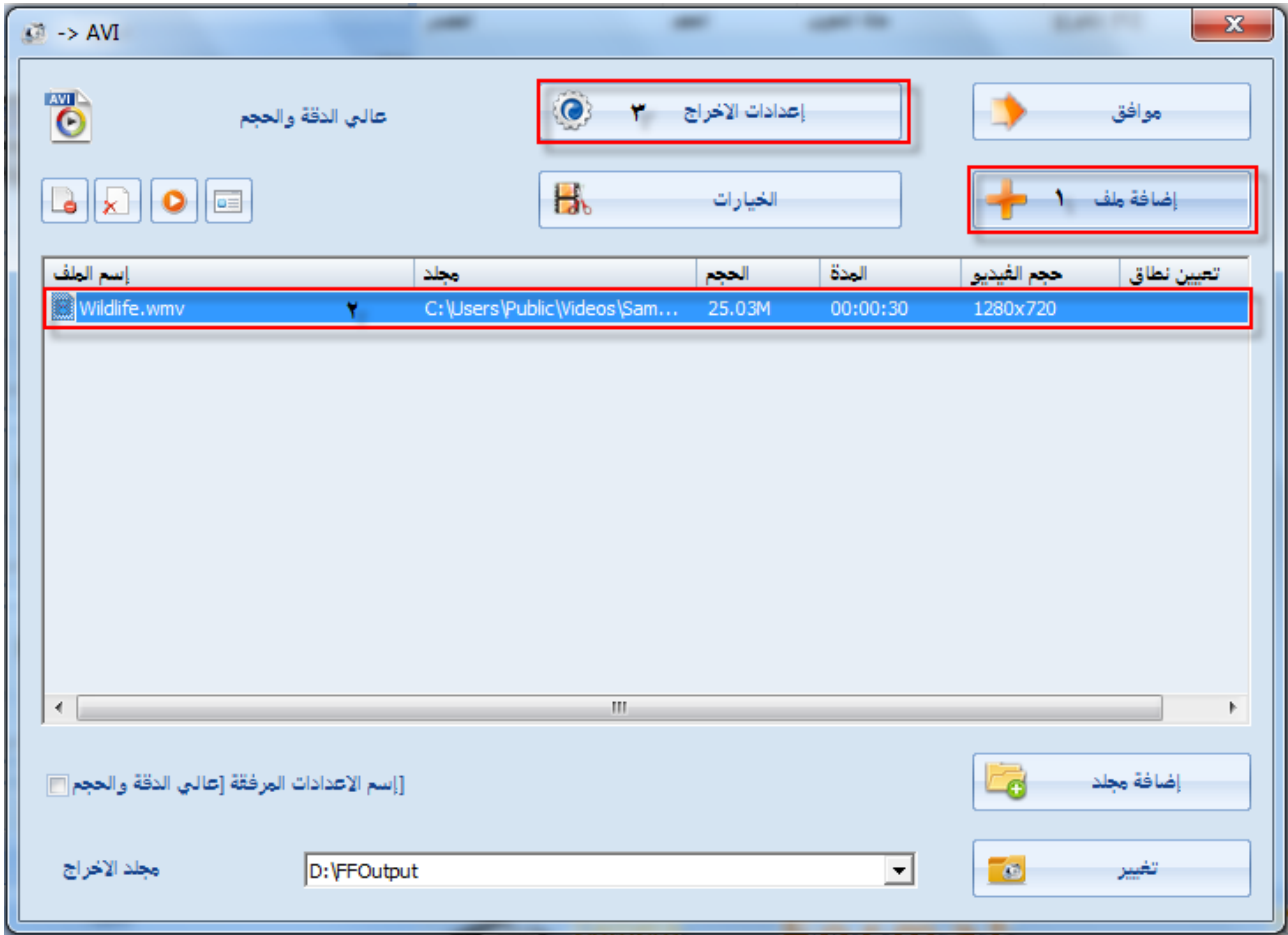 -> AVI
AVI
عالي الدقة والحجم
إعدادات الاخراج ٣
موافق
الخيارات
إضافة ملف ١
إسم الملف مجلد الحجم المدة حجم الفيديو تعيين نطاق
Wildlife.wmv ٢ C:\Users\Public\Videos\Sam... 25.03M 00:00:30 1280x720
[إسم الاعدادات المرفقة [عالي الدقة والحجم
إضافة مجلد
مجلد الاخراج
D:\FFOutput
تغيير